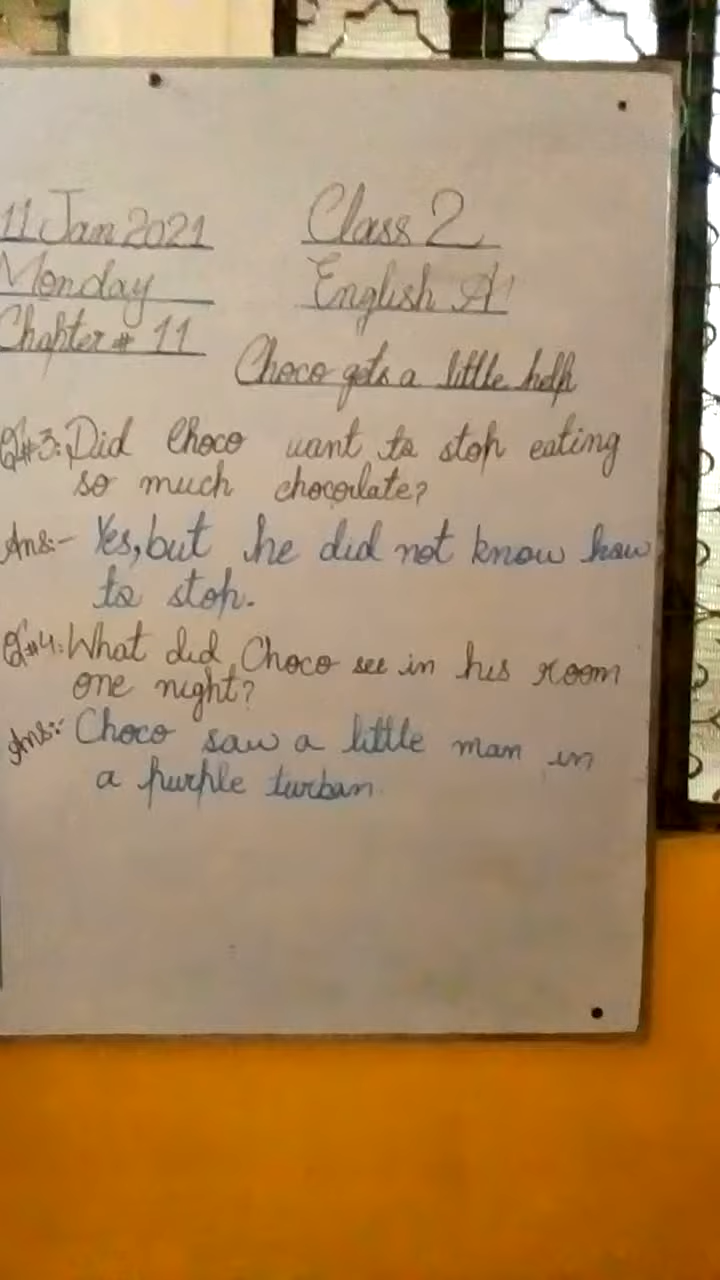 11 Jan 2021
Class 2
Monday
English "A"
Chapter # 11
Choco gets a little help
Q#3: Did Choco want to stop eating
so much chocolate?
Ans:- Yes, but he did not know how
to stop.
Q#4: What did Choco see in his room
one night?
Ans:- Choco saw a little man in
a purple turban.